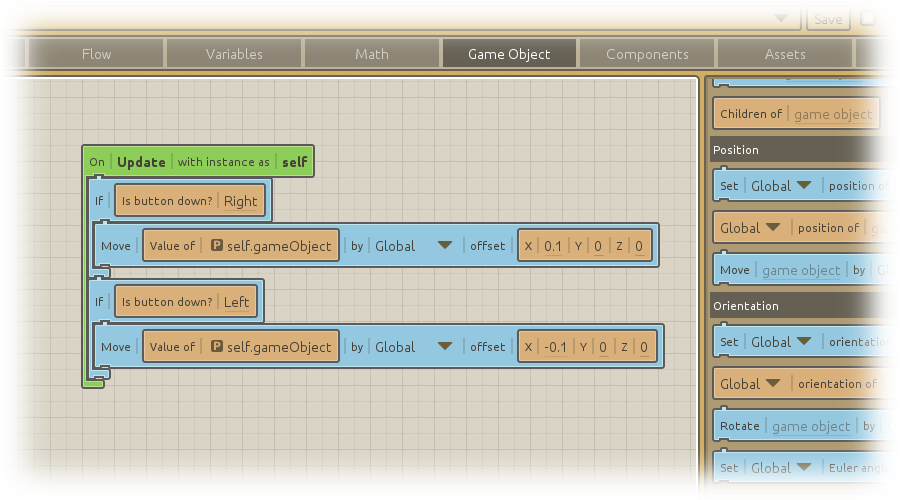 Save
Flow Variables Math Game Object Components Assets
Children of game object
Position
Set Global position of
Global position of
Move game object by
Orientation
Set Global orientation
Global orientation of
Rotate game object by
Set Global Euler
On Update with instance as self
If Is button down? Right
Move Value of P self.gameObject by Global offset X 0.1 Y 0 Z 0
If Is button down? Left
Move Value of P self.gameObject by Global offset X -0.1 Y 0 Z 0